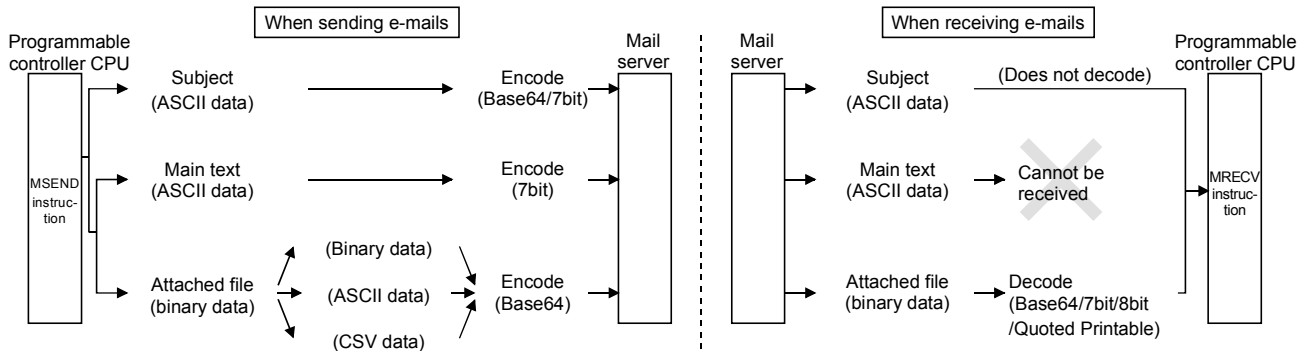 When sending e-mails
When receiving e-mails
Programmable
controller CPU
Mail
server
Mail
server
Programmable
controller CPU
MSEND
instruc-
tion
Subject
(ASCII data)
Encode
(Base64/7bit)
Main text
(ASCII data)
Encode
(7bit)
Attached file
(binary data)
(Binary data)
(ASCII data)
(CSV data)
Encode
(Base64)
Subject
(ASCII data)
(Does not decode)
Main text
(ASCII data)
Cannot be
received
Attached file
(binary data)
Decode
(Base64/7bit/8bit
/Quoted Printable)
MRECV
instruc-
tion